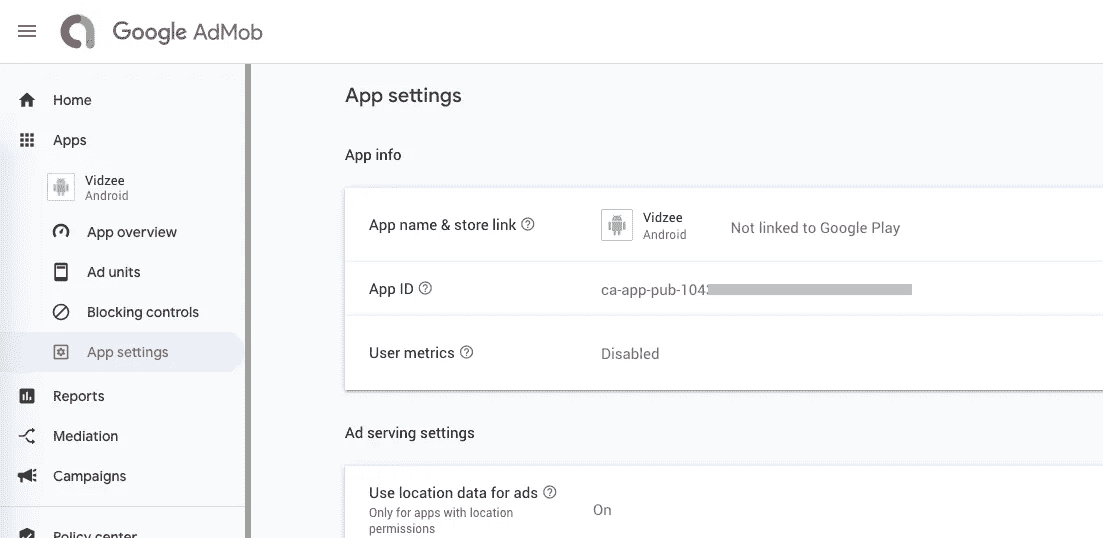 Google AdMob
Home
Apps
Vidzee
Android
App overview
Ad units
Blocking controls
App settings
Reports
Mediation
Campaigns
Policy center
App settings
App info
App name & store link
Vidzee
Android
Not linked to Google Play
App ID
ca-app-pub-104
User metrics
Disabled
Ad serving settings
Use location data for ads
Only for apps with location
permissions
On